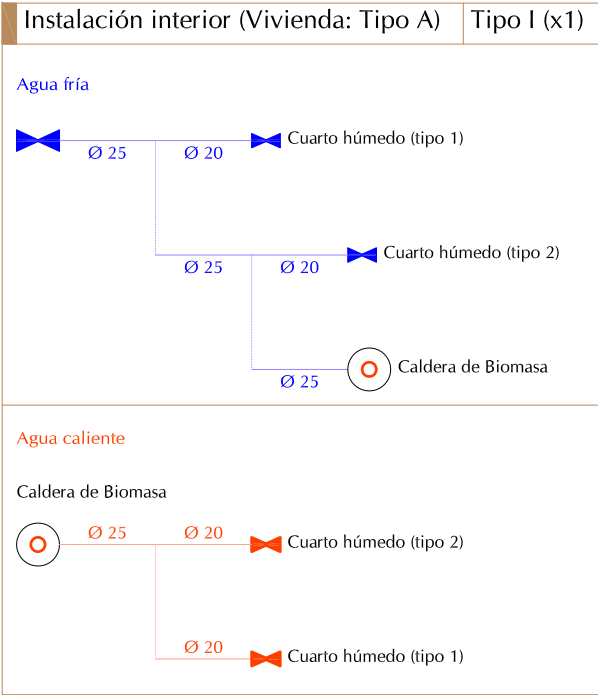 Instalación interior (Vivienda: Tipo A) Tipo I (x1)
Agua fría
Cuarto húmedo (tipo 1)
Ø 25 Ø 20
Cuarto húmedo (tipo 2)
Ø 25 Ø 20
Caldera de Biomasa
Ø 25
Agua caliente
Caldera de Biomasa
Ø 25 Ø 20
Cuarto húmedo (tipo 2)
Ø 20
Cuarto húmedo (tipo 1)